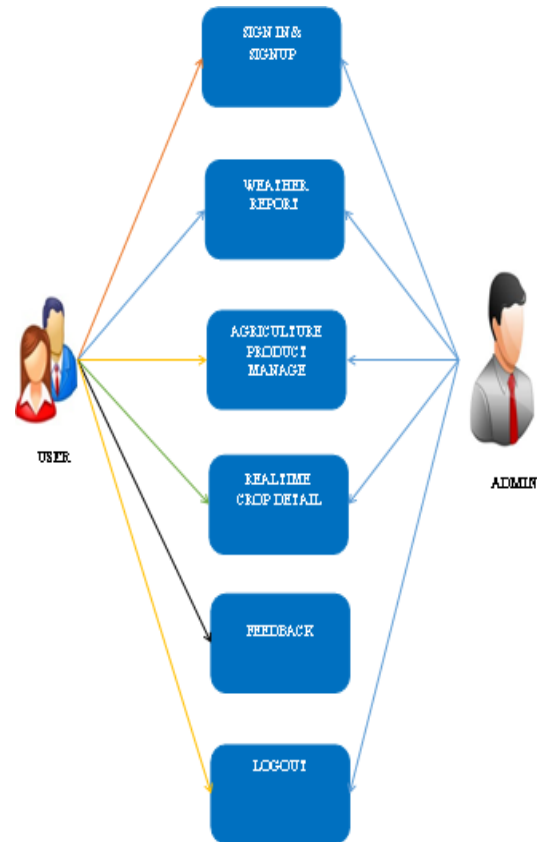 SIGN IN &
SIGNUP
WEATHER
REPORT
AGRICULTURE
PRODUCT
MANAGE
USER
REALTIME
CROP DETAIL
ADMIN
FEEDBACK
LOGOUT